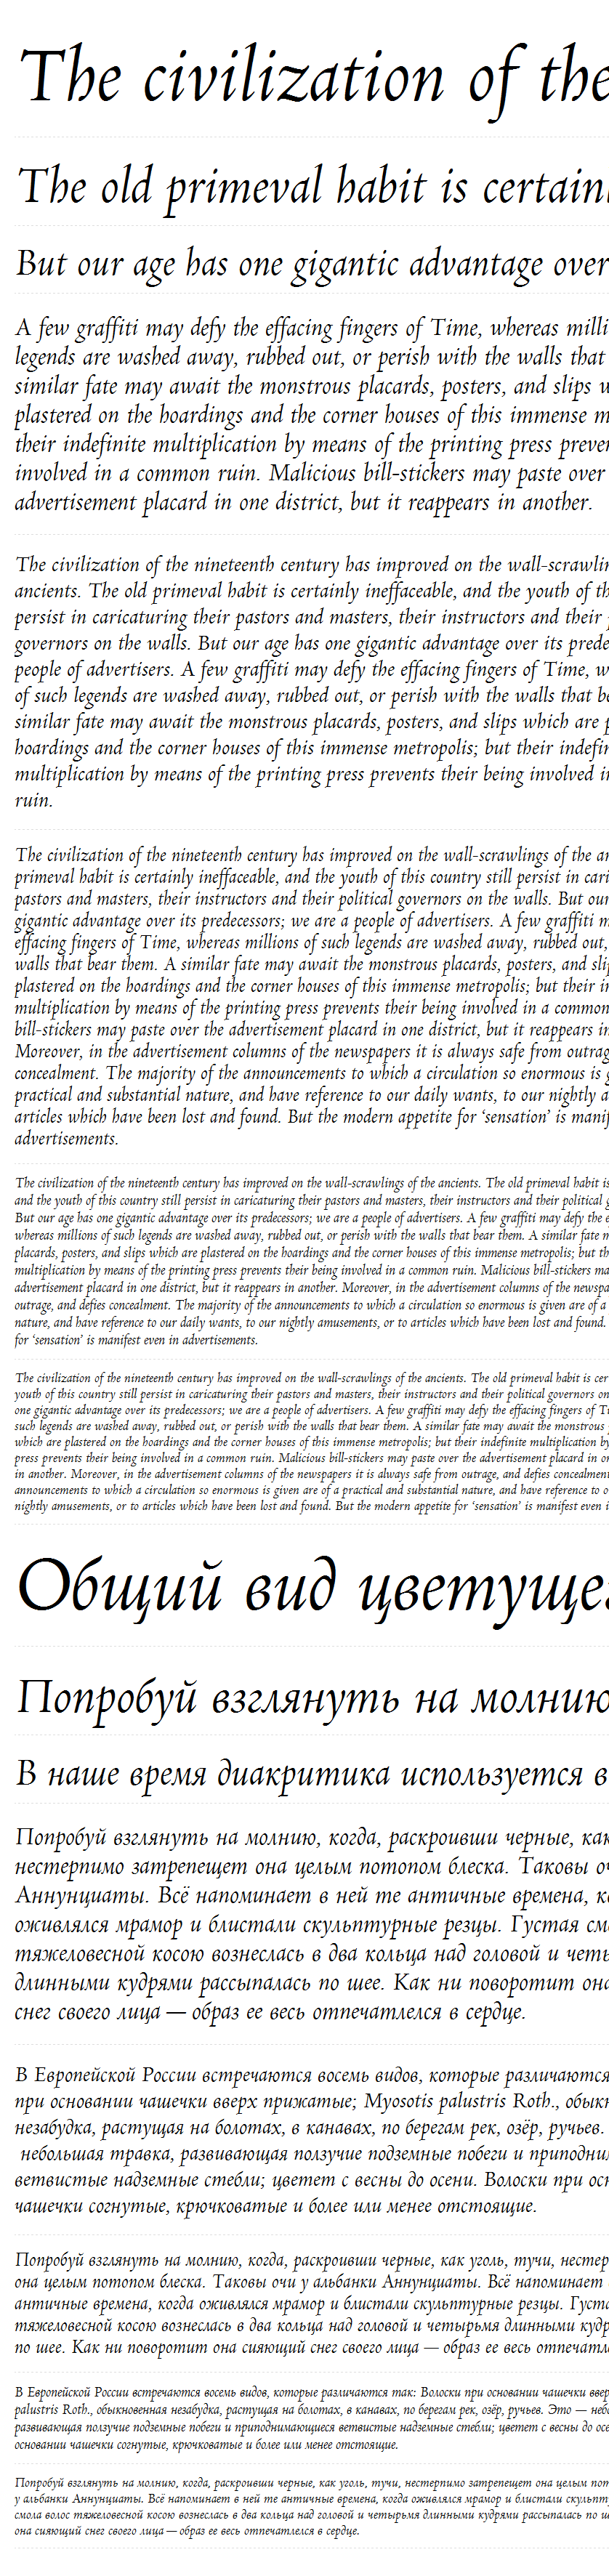 The civilization of the
The old primeval habit is certainl
But our age has one gigantic advantage over
A few graffiti may defy the effacing fingers of Time, whereas milli
legends are washed away, rubbed out, or perish with the walls that
similar fate may await the monstrous placards, posters, and slips w
plastered on the hoardings and the corner houses of this immense m
their indefinite multiplication by means of the printing press preven
involved in a common ruin. Malicious bill-stickers may paste over
advertisement placard in one district, but it reappears in another.
The civilization of the nineteenth century has improved on the wall-scrawlin
ancients. The old primeval habit is certainly ineffaceable, and the youth of th
persist in caricaturing their pastors and masters, their instructors and their p
governors on the walls. But our age has one gigantic advantage over its prede
people of advertisers. A few graffiti may defy the effacing fingers of Time, w
of such legends are washed away, rubbed out, or perish with the walls that be
similar fate may await the monstrous placards, posters, and slips which are p
hoardings and the corner houses of this immense metropolis; but their indefin
multiplication by means of the printing press prevents their being involved in
ruin.
The civilization of the nineteenth century has improved on the wall-scrawlings of the an
primeval habit is certainly ineffaceable, and the youth of this country still persist in cari
pastors and masters, their instructors and their political governors on the walls. But our
gigantic advantage over its predecessors; we are a people of advertisers. A few graffiti m
effacing fingers of Time, whereas millions of such legends are washed away, rubbed out,
walls that bear them. A similar fate may await the monstrous placards, posters, and slip
plastered on the hoardings and the corner houses of this immense metropolis; but their in
multiplication by means of the printing press prevents their being involved in a common
bill-stickers may paste over the advertisement placard in one district, but it reappears in
Moreover, in the advertisement columns of the newspapers it is always safe from outrag
concealment. The majority of the announcements to which a circulation so enormous is g
practical and substantial nature, and have reference to our daily wants, to our nightly a
articles which have been lost and found. But the modern appetite for ‘sensation’ is manif
advertisements.
The civilization of the nineteenth century has improved on the wall-scrawlings of the ancients. The old primeval habit is
and the youth of this country still persist in caricaturing their pastors and masters, their instructors and their political g
But our age has one gigantic advantage over its predecessors; we are a people of advertisers. A few graffiti may defy the e
whereas millions of such legends are washed away, rubbed out, or perish with the walls that bear them. A similar fate m
placards, posters, and slips which are plastered on the hoardings and the corner houses of this immense metropolis; but th
multiplication by means of the printing press prevents their being involved in a common ruin. Malicious bill-stickers ma
advertisement placard in one district, but it reappears in another. Moreover, in the advertisement columns of the newspa
outrage, and defies concealment. The majority of the announcements to which a circulation so enormous is given are of a
nature, and have reference to our daily wants, to our nightly amusements, or to articles which have been lost and found.
for ‘sensation’ is manifest even in advertisements.
The civilization of the nineteenth century has improved on the wall-scrawlings of the ancients. The old primeval habit is cer
youth of this country still persist in caricaturing their pastors and masters, their instructors and their political governors on
one gigantic advantage over its predecessors; we are a people of advertisers. A few graffiti may defy the effacing fingers of Ti
such legends are washed away, rubbed out, or perish with the walls that bear them. A similar fate may await the monstrous
which are plastered on the hoardings and the corner houses of this immense metropolis; but their indefinite multiplication by
press prevents their being involved in a common ruin. Malicious bill-stickers may paste over the advertisement placard in on
in another. Moreover, in the advertisement columns of the newspapers it is always safe from outrage, and defies concealment
announcements to which a circulation so enormous is given are of a practical and substantial nature, and have reference to o
nightly amusements, or to articles which have been lost and found. But the modern appetite for ‘sensation’ is manifest even i
Общий вид цветуще
Попробуй взглянуть на молнию
В наше время диакритика используется в
Попробуй взглянуть на молнию, когда, раскроивши черные, как
нестерпимо затрепещет она целым потопом блеска. Таковы оч
Аннунциаты. Всё напоминает в ней те античные времена, ко
оживлялся мрамор и блистали скульптурные резцы. Густая смо
тяжеловесной косою вознеслась в два кольца над головой и четы
длинными кудрями рассыпалась по шее. Как ни поворотит она
снег своего лица — образ ее весь отпечатлелся в сердце.
В Европейской России встречаются восемь видов, которые различаются
при основании чашечки вверх прижатые; Myosotis palustris Roth., обыкн
незабудка, растущая на болотах, в канавах, по берегам рек, озёр, ручьев.
небольшая травка, развивающая ползучие подземные побеги и приподним
ветвистые надземные стебли; цветет с весны до осени. Волоски при осн
чашечки согнутые, крючковатые и более или менее отстоящие.
Попробуй взглянуть на молнию, когда, раскроивши черные, как уголь, тучи, нестер
она целым потопом блеска. Таковы очи у альбанки Аннунциаты. Всё напоминает
античные времена, когда оживлялся мрамор и блистали скульптурные резцы. Густа
тяжеловесной косою вознеслась в два кольца над головой и четырьмя длинными кудр
по шее. Как ни поворотит она сияющий снег своего лица — образ ее весь отпечатле
В Европейской России встречаются восемь видов, которые различаются так: Волоски при основании чашечки ввер
palustris Roth., обыкновенная незабудка, растущая на болотах, в канавах, по берегам рек, озёр, ручьев. Это — небо
развивающая ползучие подземные побеги и приподнимающиеся ветвистые надземные стебли; цветет с весны до осе
основании чашечки согнутые, крючковатые и более или менее отстоящие.
Попробуй взглянуть на молнию, когда, раскроивши черные, как уголь, тучи, нестерпимо затрепещет она целым пот
у альбанки Аннунциаты. Всё напоминает в ней те античные времена, когда оживлялся мрамор и блистали скульпт
смола волос тяжеловесной косою вознеслась в два кольца над головой и четырьмя длинными кудрями рассыпалась по ш
она сияющий снег своего лица — образ ее весь отпечатлелся в сердце.